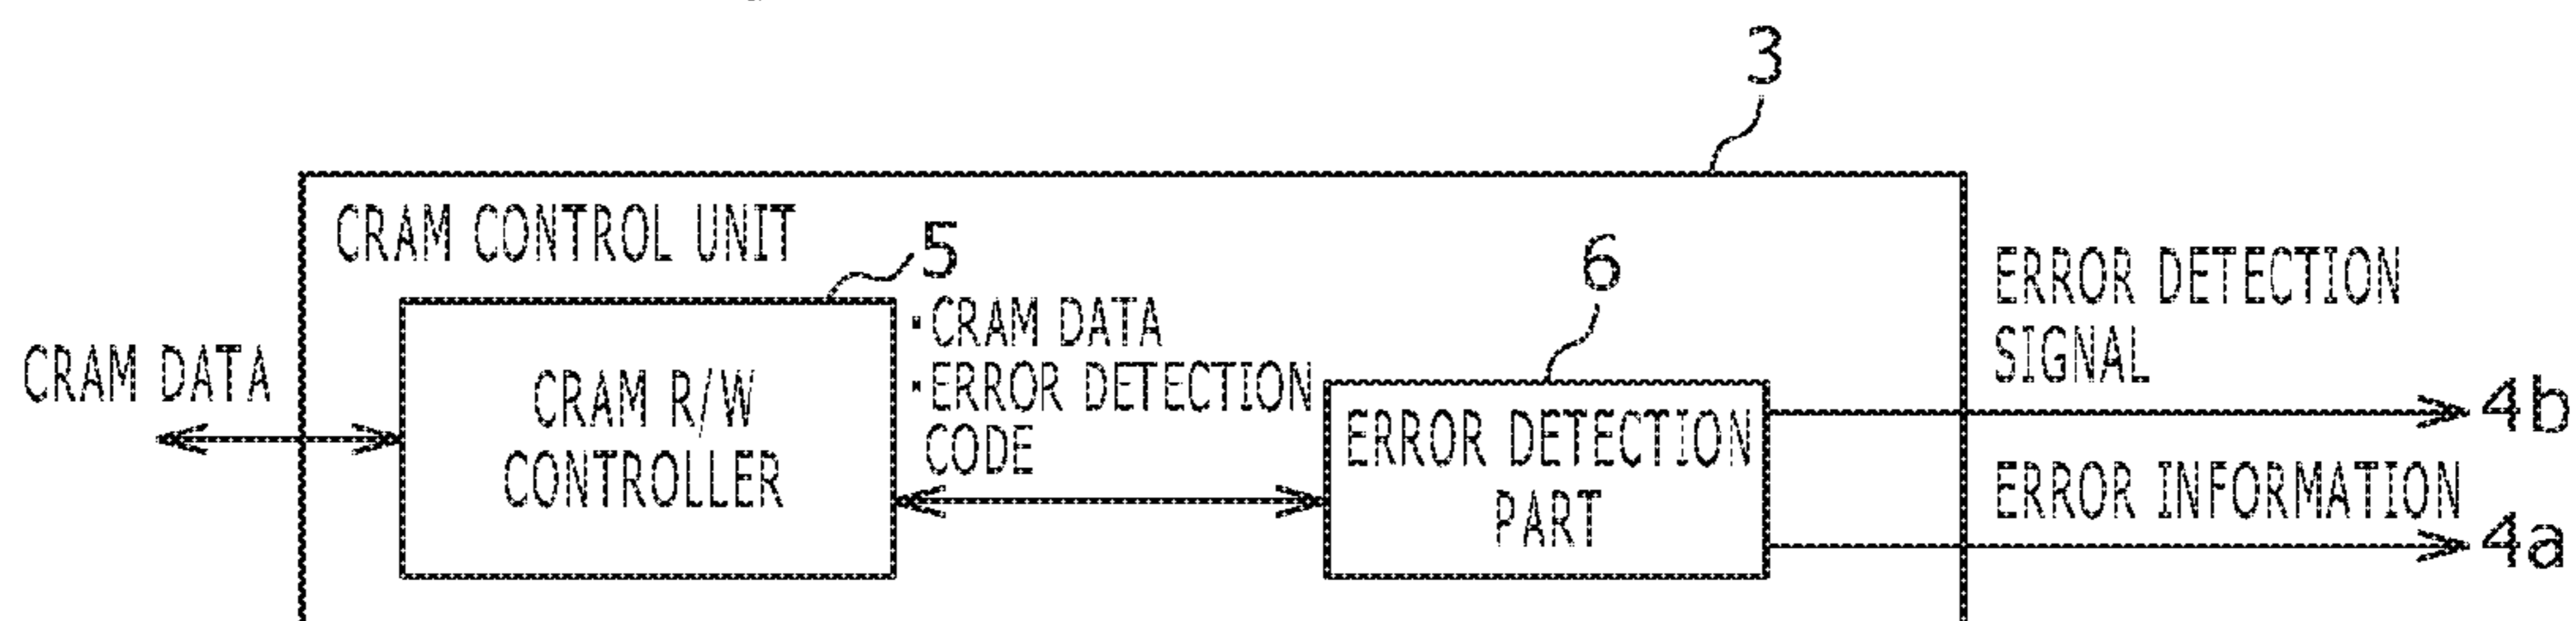 3
CRAM CONTROL UNIT
5
6
CRAM DATA
CRAM R/W
CONTROLLER
・CRAM DATA
・ERROR DETECTION
CODE
ERROR DETECTION
PART
ERROR DETECTION
SIGNAL
4b
ERROR INFORMATION
4a